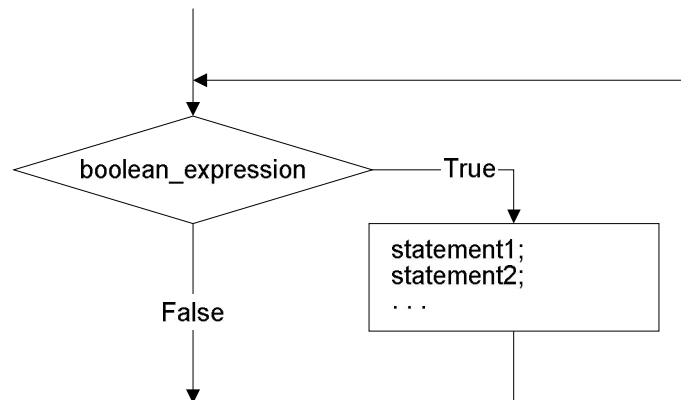 boolean_expression
True
statement1;
statement2;
. . .
False